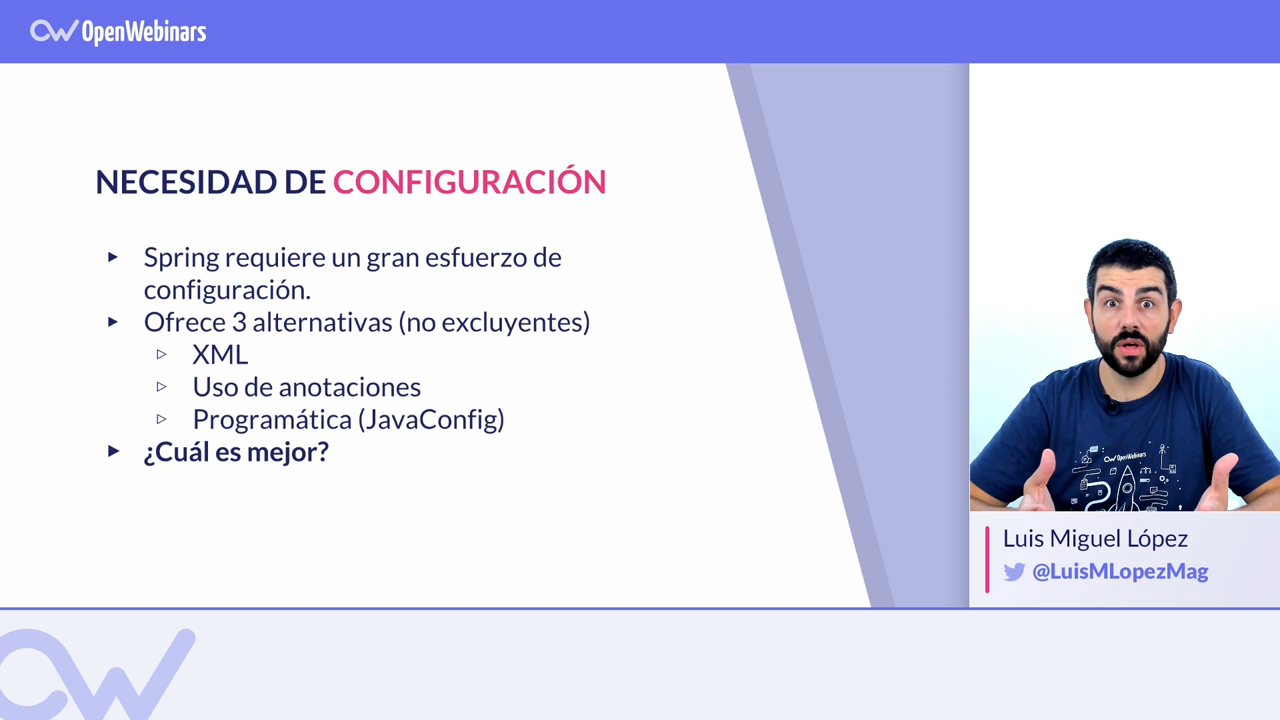 OpenWebinars
NECESIDAD DE CONFIGURACIÓN
▸ Spring requiere un gran esfuerzo de
configuración.
▸ Ofrece 3 alternativas (no excluyentes)
▹ XML
▹ Uso de anotaciones
▹ Programática (JavaConfig)
▸ ¿Cuál es mejor?
OpenWebinars
Luis Miguel López
@LuisMLopezMag